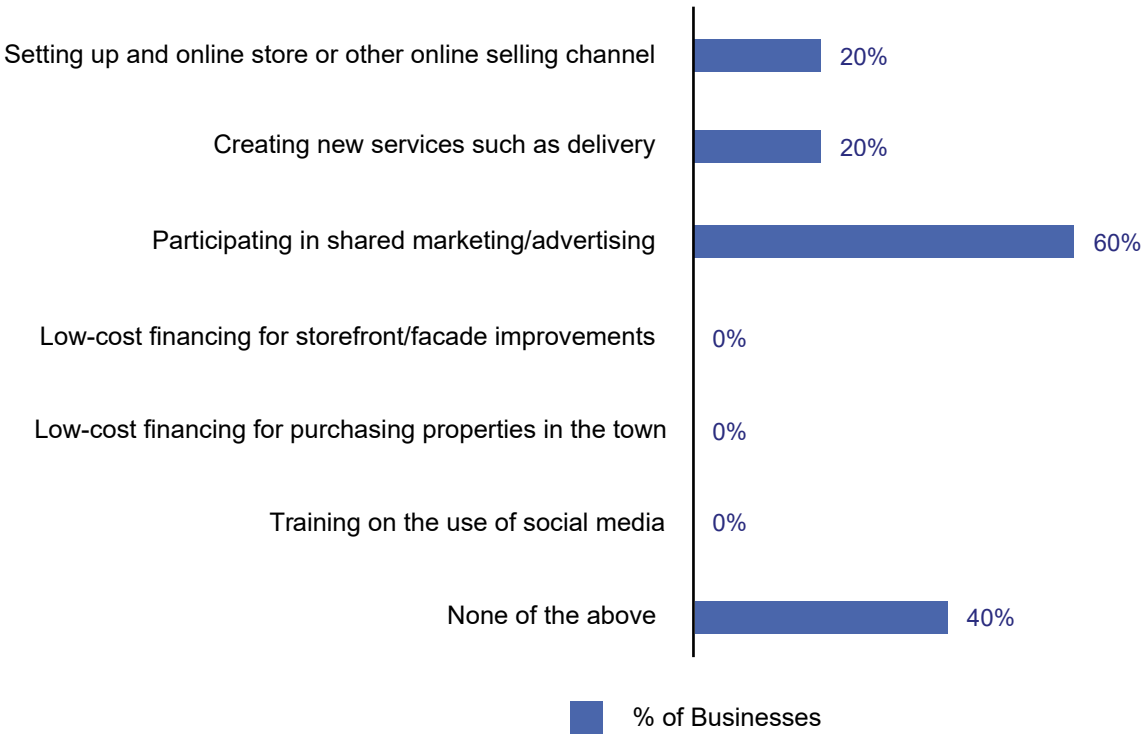 Setting up and online store or other online selling channel 20%
Creating new services such as delivery 20%
Participating in shared marketing/advertising 60%
Low-cost financing for storefront/facade improvements 0%
Low-cost financing for purchasing properties in the town 0%
Training on the use of social media 0%
None of the above 40%
% of Businesses